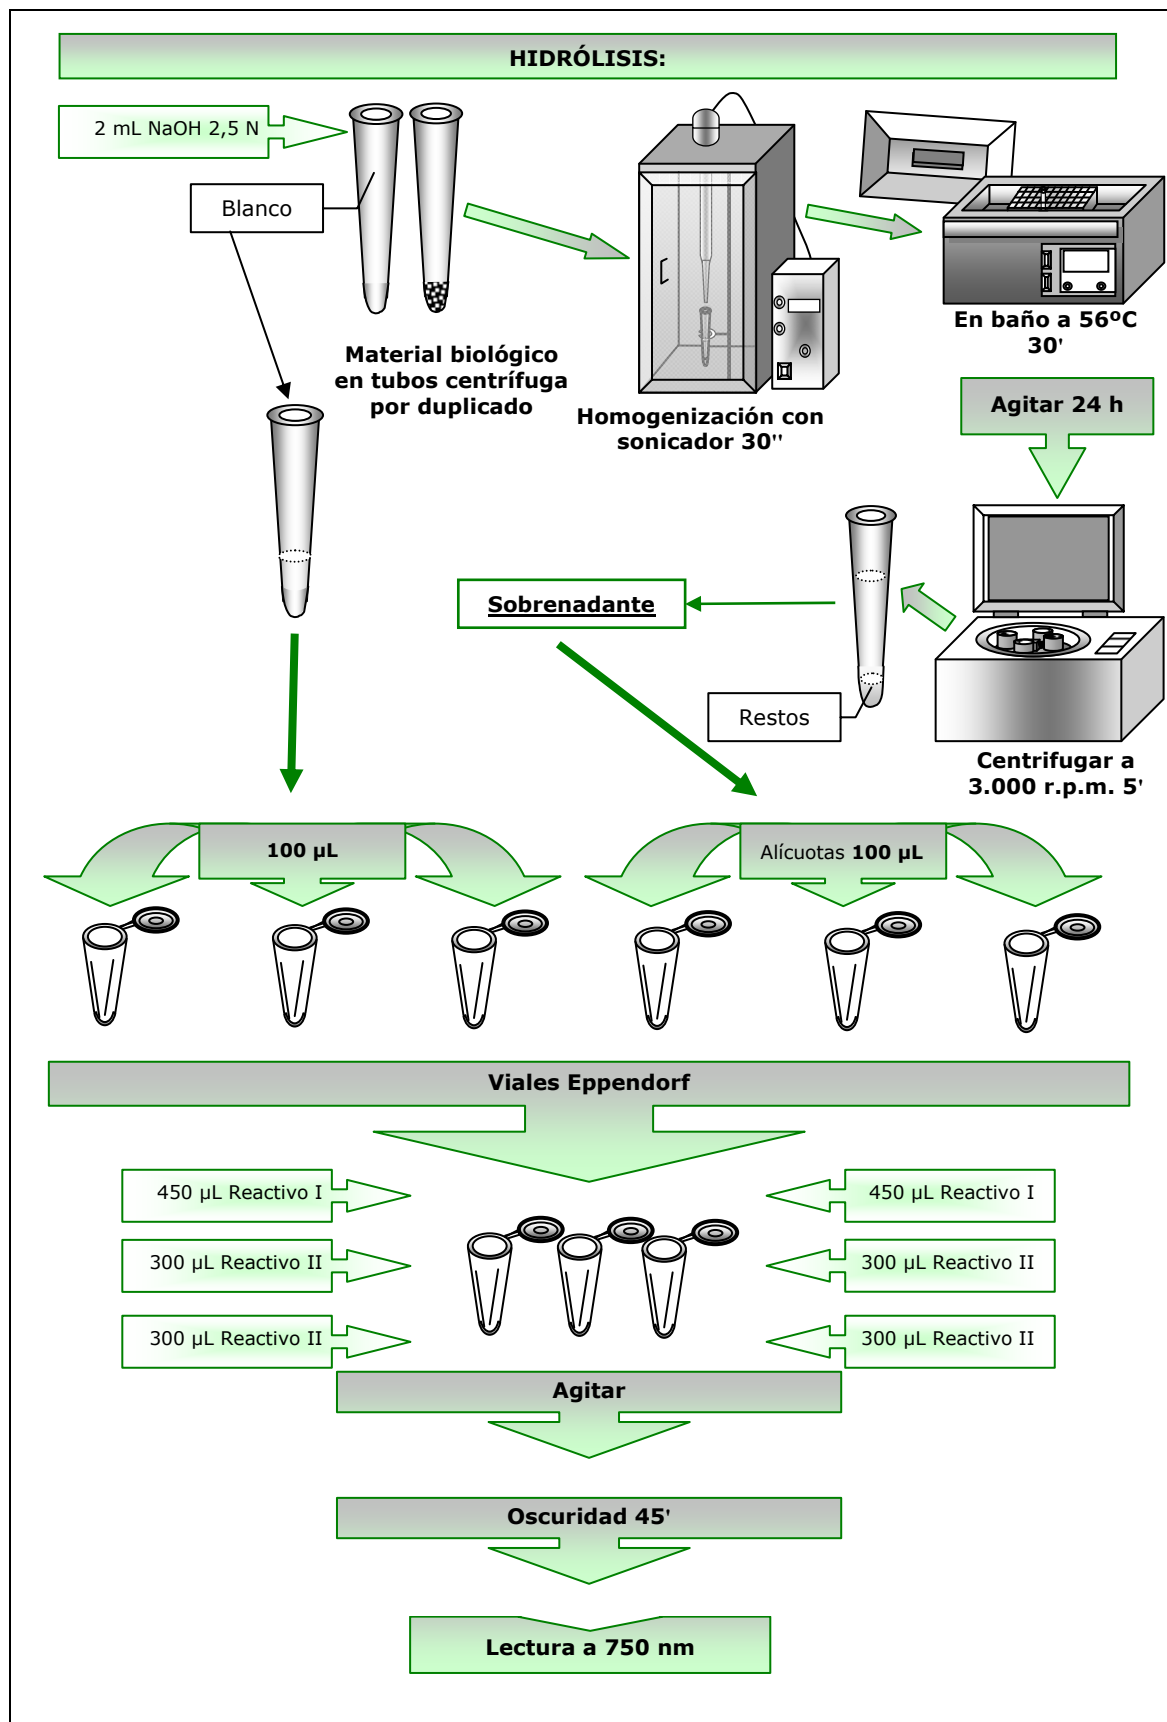 HIDRÓLISIS:
2 mL NaOH 2,5 N
Blanco
Material biológico
en tubos centrífuga
por duplicado
Homogenización con
sonicador 30''
En baño a 56ºC
30'
Agitar 24 h
Sobrenadante
Restos
Centrifugar a
3.000 r.p.m. 5'
100 µL
Alícuotas 100 µL
Viales Eppendorf
450 µL Reactivo I
450 µL Reactivo I
300 µL Reactivo II
300 µL Reactivo II
300 µL Reactivo II
300 µL Reactivo II
Agitar
Oscuridad 45'
Lectura a 750 nm